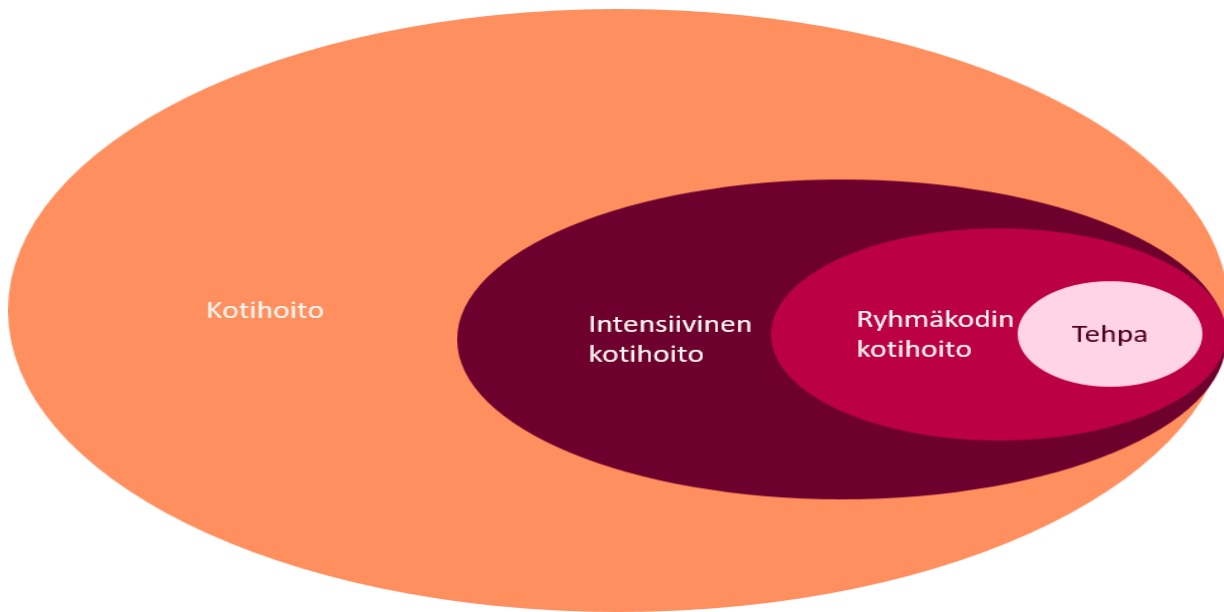 Kotihoito
Intensiivinen
kotihoito
Ryhmäkodin
kotihoito
Tehpa